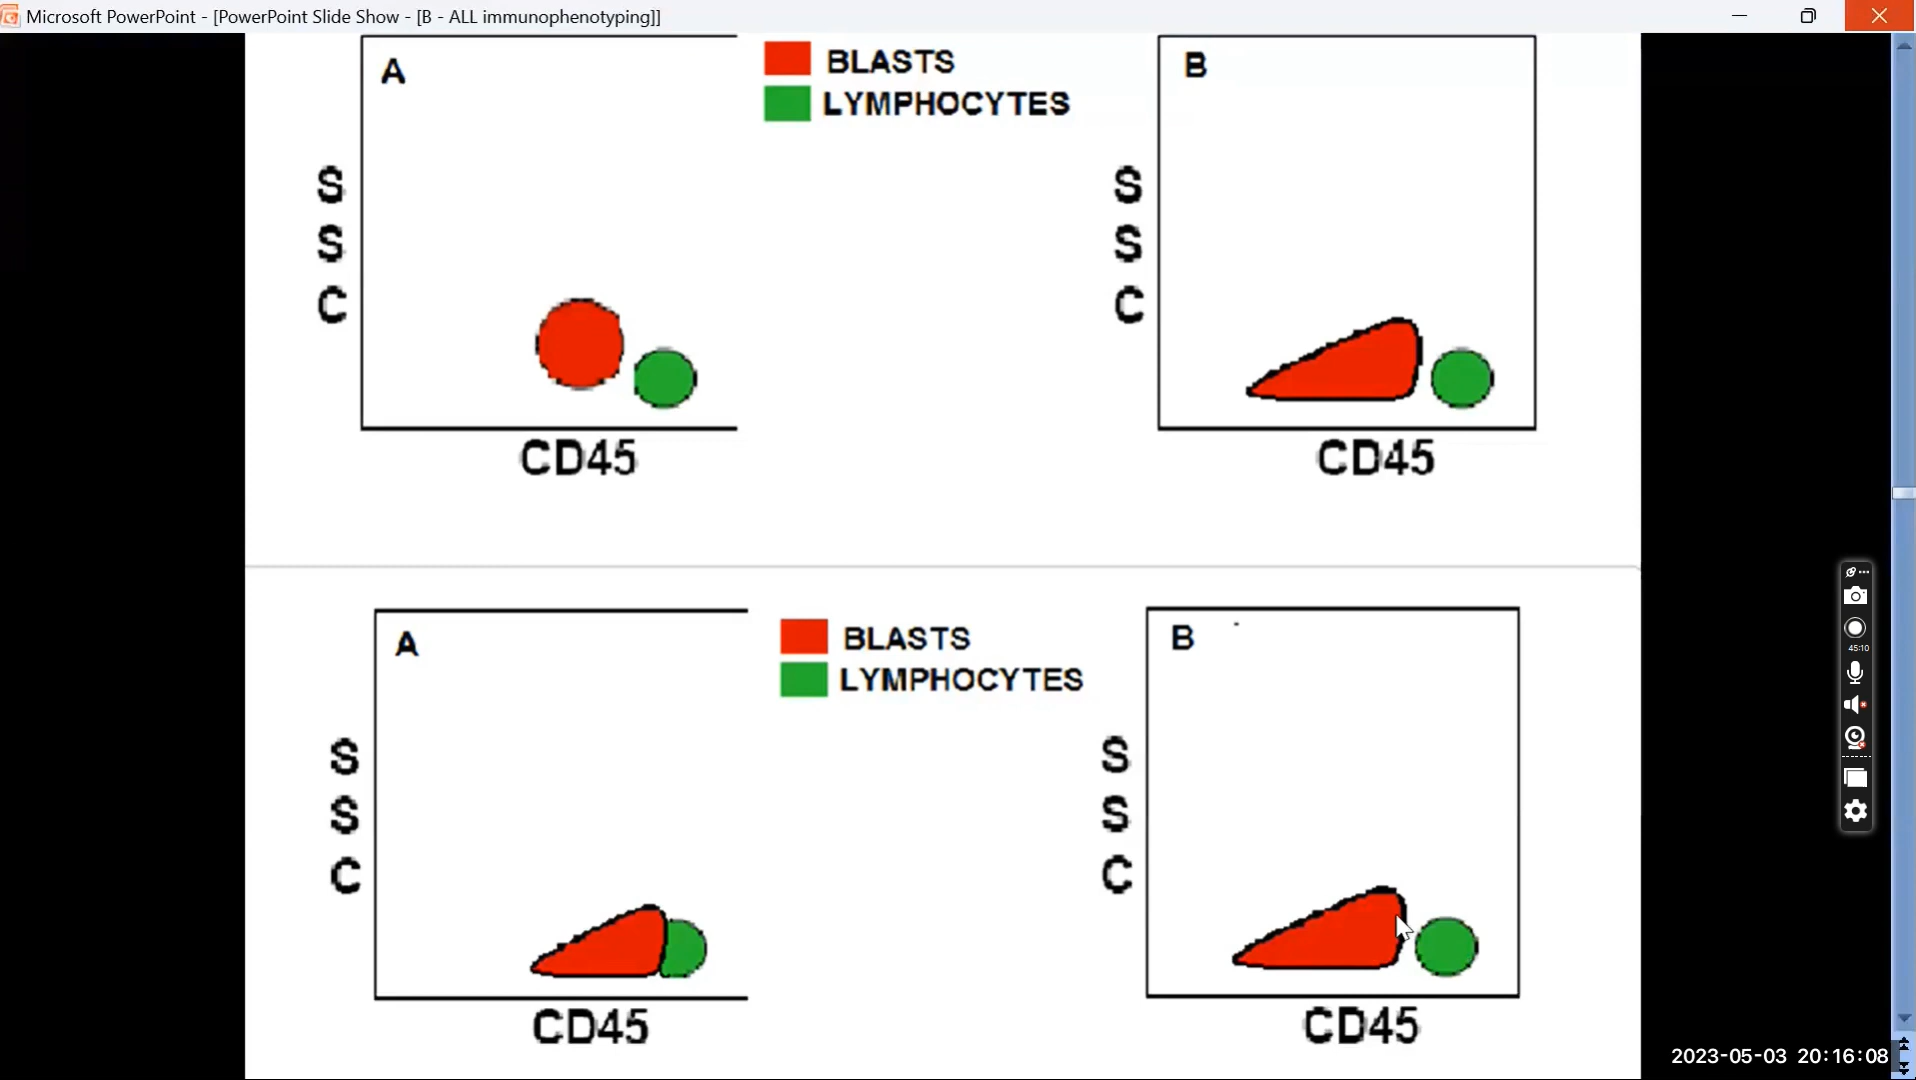 Microsoft PowerPoint - [PowerPoint Slide Show - [B - ALL immunophenotyping]]
A
BLASTS
LYMPHOCYTES
B
S
S
C
S
S
C
CD45
CD45
A
BLASTS
LYMPHOCYTES
B
S
S
C
S
S
C
CD45
CD45
45:10
2023-05-03 20:16:08